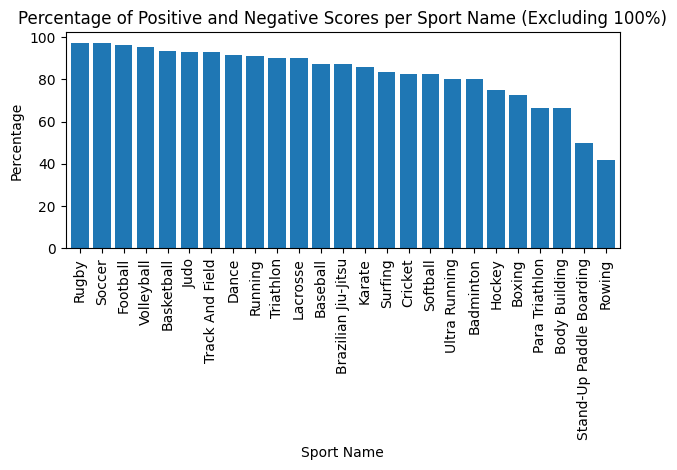 Percentage of Positive and Negative Scores per Sport Name (Excluding 100%)
Percentage
100
80
60
40
20
0
Rugby
Soccer
Football
Volleyball
Basketball
Judo
Track And Field
Dance
Running
Triathlon
Lacrosse
Baseball
Brazilian Jiu-Jitsu
Karate
Surfing
Cricket
Softball
Ultra Running
Badminton
Hockey
Boxing
Para Triathlon
Body Building
Stand-Up Paddle Boarding
Rowing
Sport Name